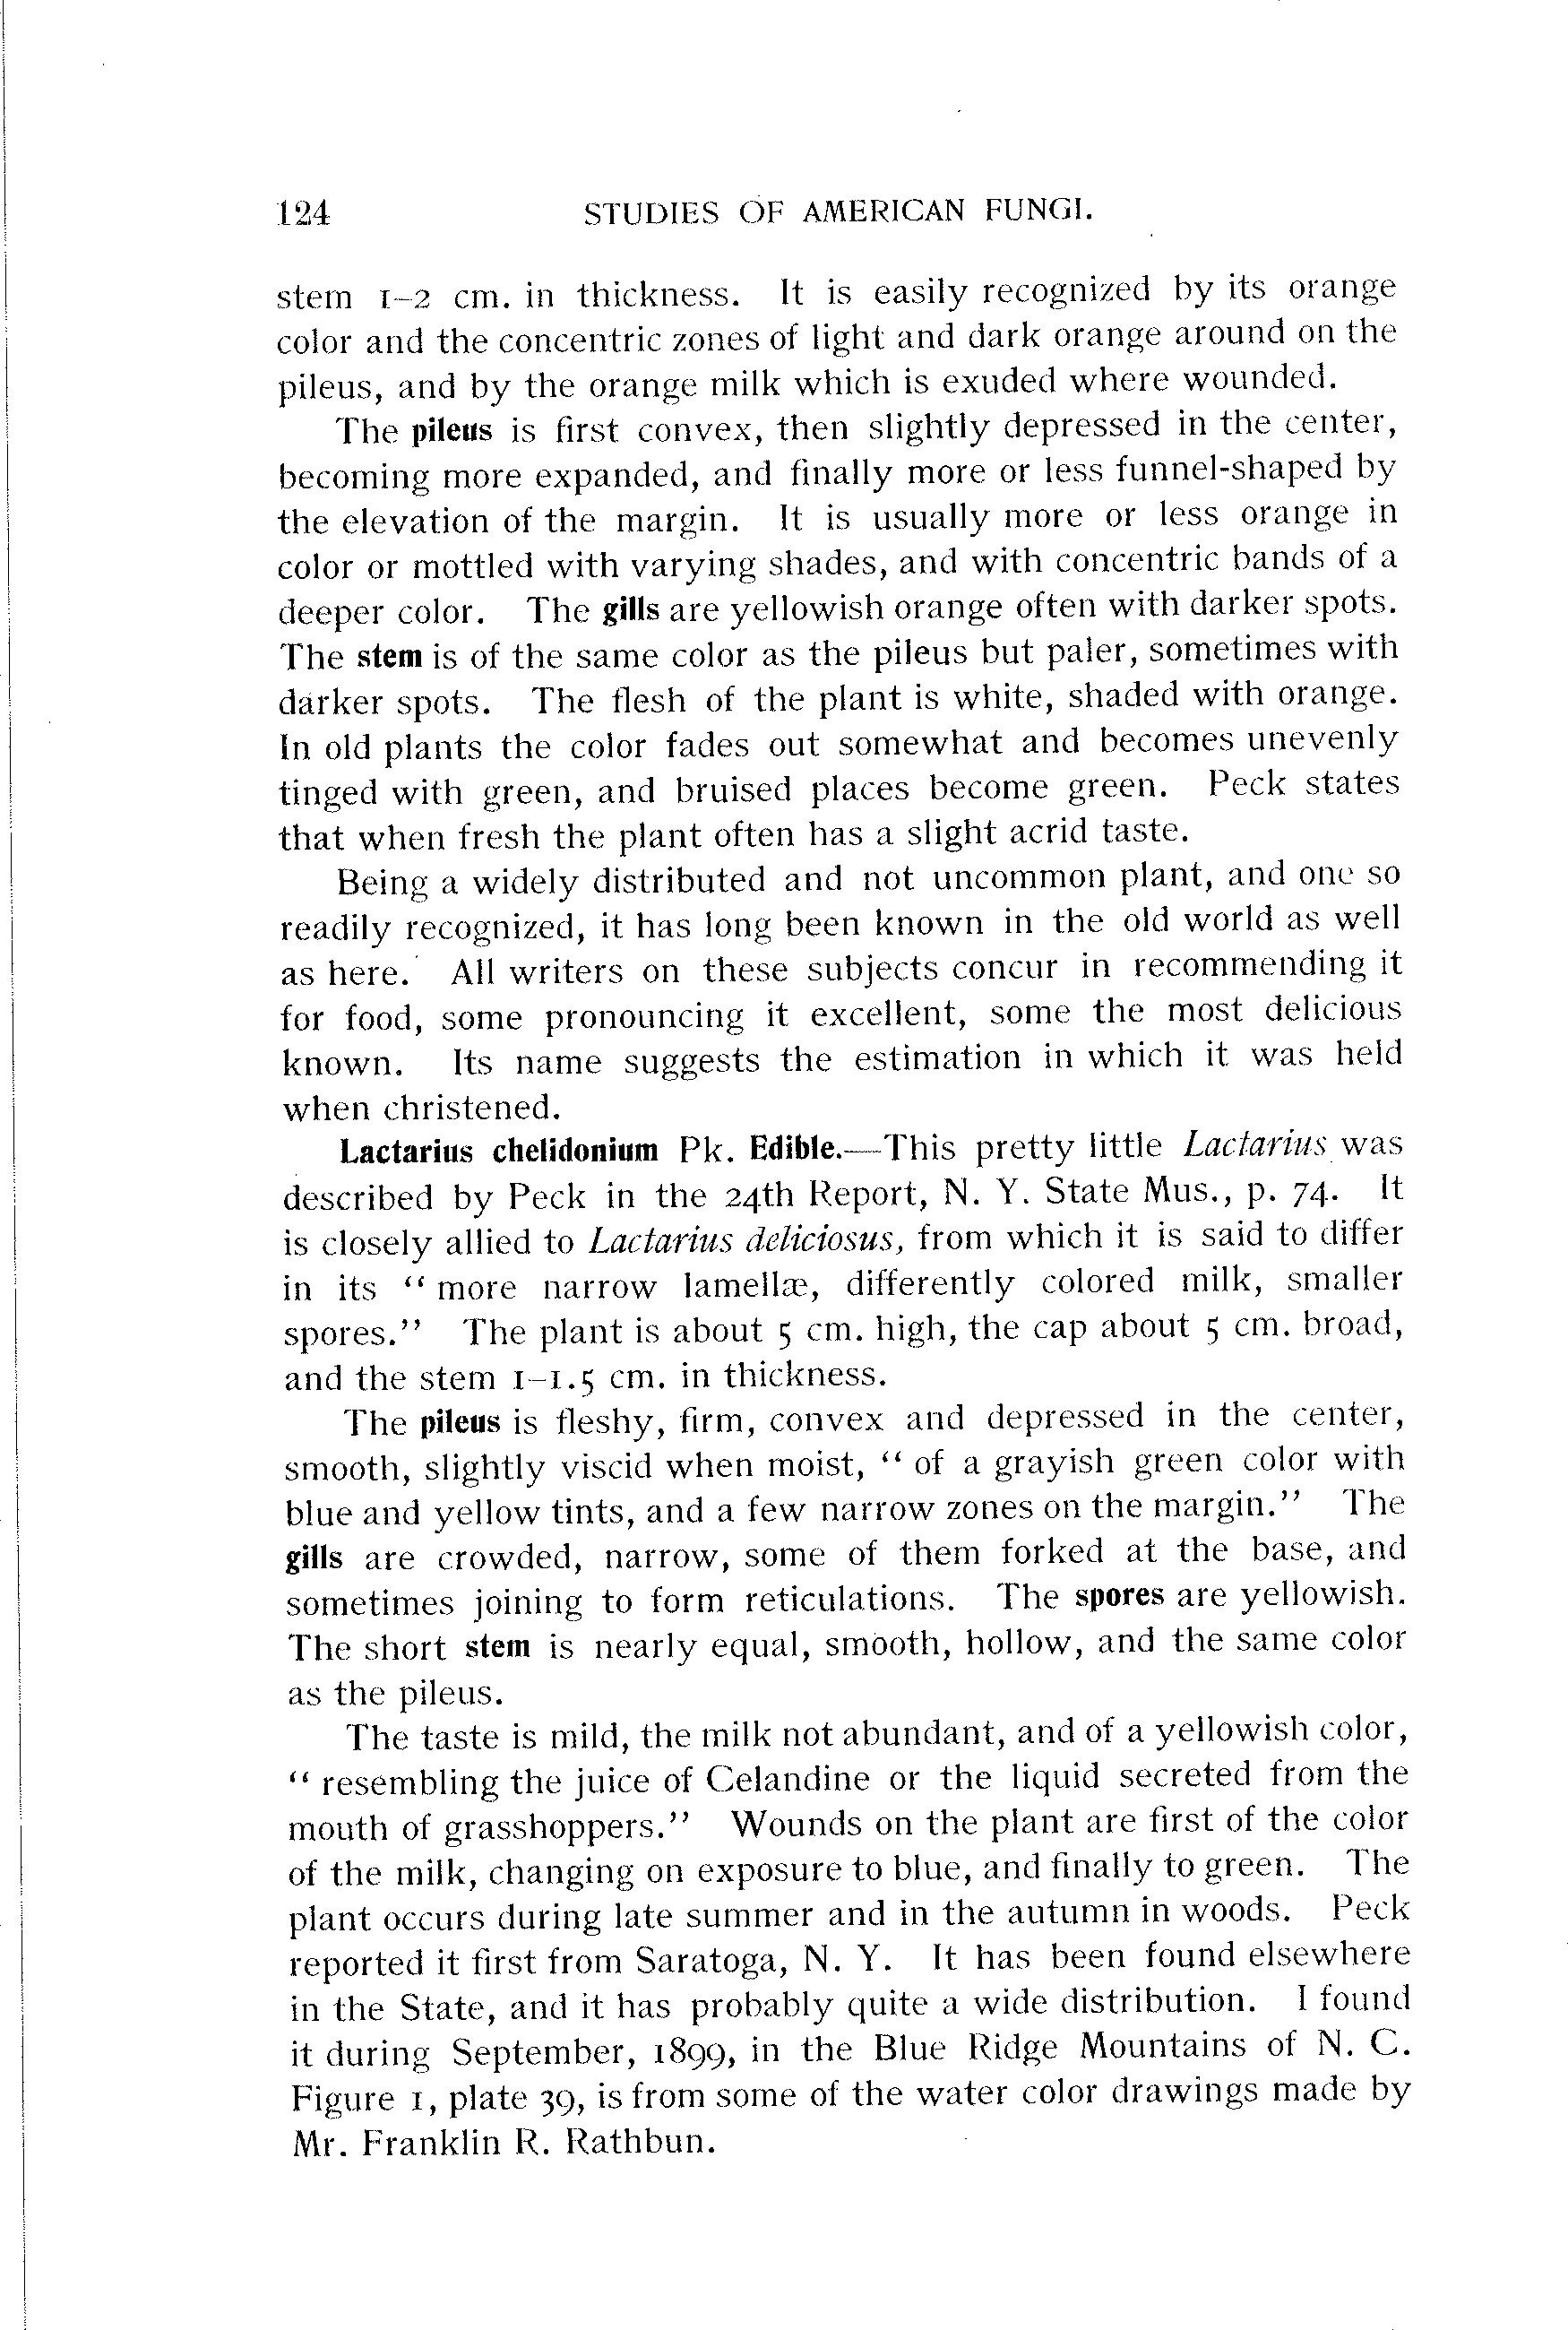 124 STUDIES OF AMERICAN FUNGI.
stem 1–2 cm. in thickness. It is easily recognized by its orange
color and the concentric zones of light and dark orange around on the
pileus, and by the orange milk which is exuded where wounded.
The pileus is first convex, then slightly depressed in the center,
becoming more expanded, and finally more or less funnel-shaped by
the elevation of the margin. It is usually more or less orange in
color or mottled with varying shades, and with concentric bands of a
deeper color. The gills are yellowish orange often with darker spots.
The stem is of the same color as the pileus but paler, sometimes with
darker spots. The flesh of the plant is white, shaded with orange.
In old plants the color fades out somewhat and becomes unevenly
tinged with green, and bruised places become green. Peck states
that when fresh the plant often has a slight acrid taste.
Being a widely distributed and not uncommon plant, and one so
readily recognized, it has long been known in the old world as well
as here. All writers on these subjects concur in recommending it
for food, some pronouncing it excellent, some the most delicious
known. Its name suggests the estimation in which it was held
when christened.
Lactarius chelidonium Pk. Edible.—This pretty little Lactarius was
described by Peck in the 24th Report, N. Y. State Mus., p. 74. It
is closely allied to Lactarius deliciosus, from which it is said to differ
in its “ more narrow lamellæ, differently colored milk, smaller
spores.” The plant is about 5 cm. high, the cap about 5 cm. broad,
and the stem 1–1.5 cm. in thickness.
The pileus is fleshy, firm, convex and depressed in the center,
smooth, slightly viscid when moist, “ of a grayish green color with
blue and yellow tints, and a few narrow zones on the margin.” The
gills are crowded, narrow, some of them forked at the base, and
sometimes joining to form reticulations. The spores are yellowish.
The short stem is nearly equal, smooth, hollow, and the same color
as the pileus.
The taste is mild, the milk not abundant, and of a yellowish color,
“ resembling the juice of Celandine or the liquid secreted from the
mouth of grasshoppers.” Wounds on the plant are first of the color
of the milk, changing on exposure to blue, and finally to green. The
plant occurs during late summer and in the autumn in woods. Peck
reported it first from Saratoga, N. Y. It has been found elsewhere
in the State, and it has probably quite a wide distribution. I found
it during September, 1899, in the Blue Ridge Mountains of N. C.
Figure 1, plate 39, is from some of the water color drawings made by
Mr. Franklin R. Rathbun.